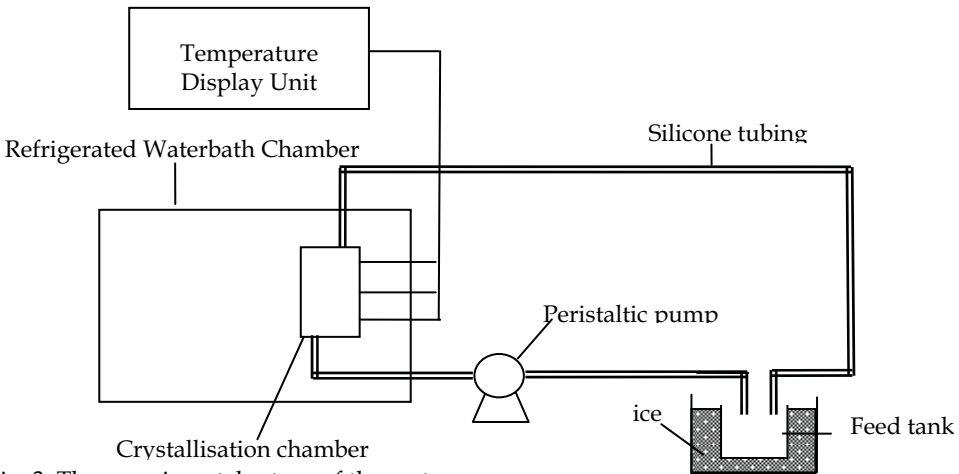 Temperature
Display Unit
Silicone tubing
Refrigerated Waterbath Chamber
Peristaltic pump
ice
Feed tank
Crystallisation chamber